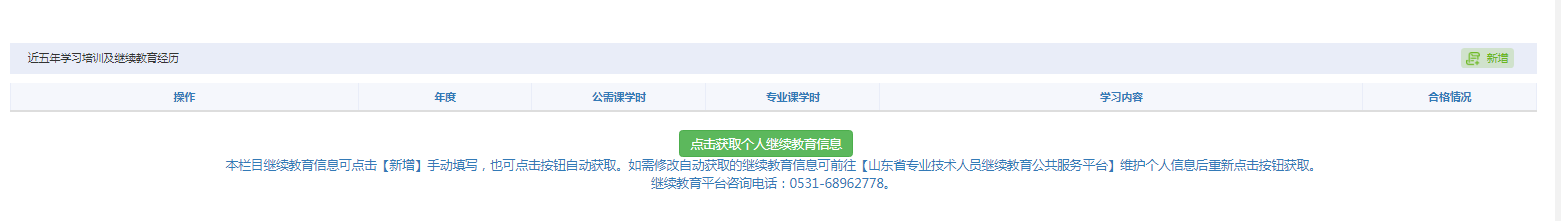 近五年学习培训及继续教育经历
新增
操作 年度 公需课学时 专业课学时 学习内容 合格情况
点击获取个人继续教育信息
本栏目继续教育信息可点击【新增】手动填写，也可点击按钮自动获取。如需修改自动获取的继续教育信息可前往【山东省专业技术人员继续教育公共服务平台】维护个人信息后重新点击按钮获取。
继续教育平台咨询电话：0531-68962778。